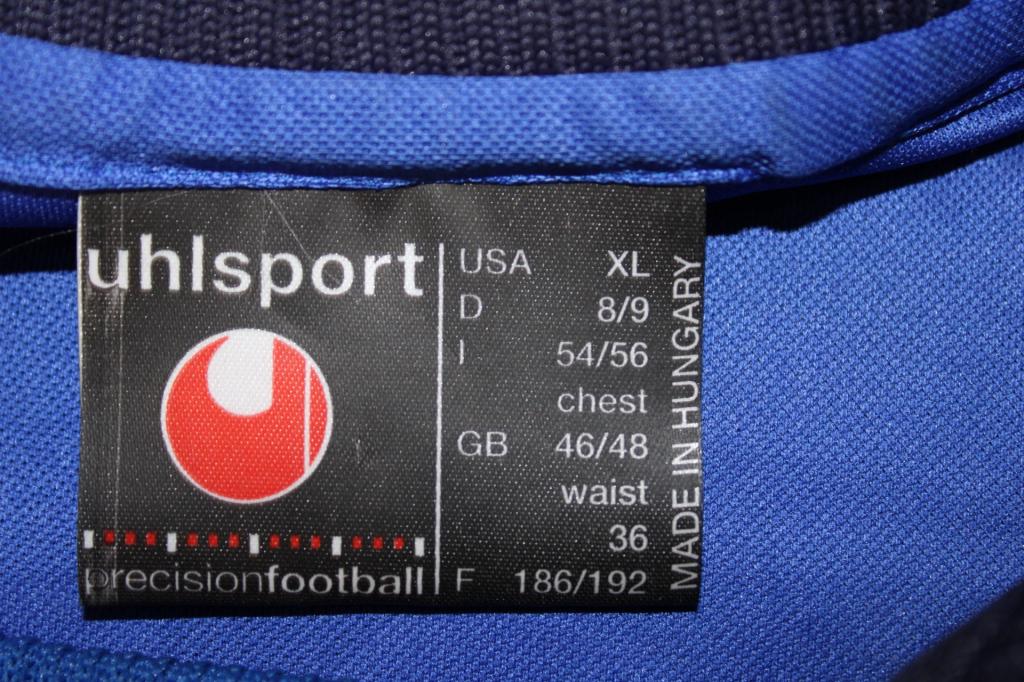 uhlsport
precisionfootball
USA XL
D 8/9
I 54/56
chest
GB 46/48
waist
36
F 186/192
MADE IN HUNGARY